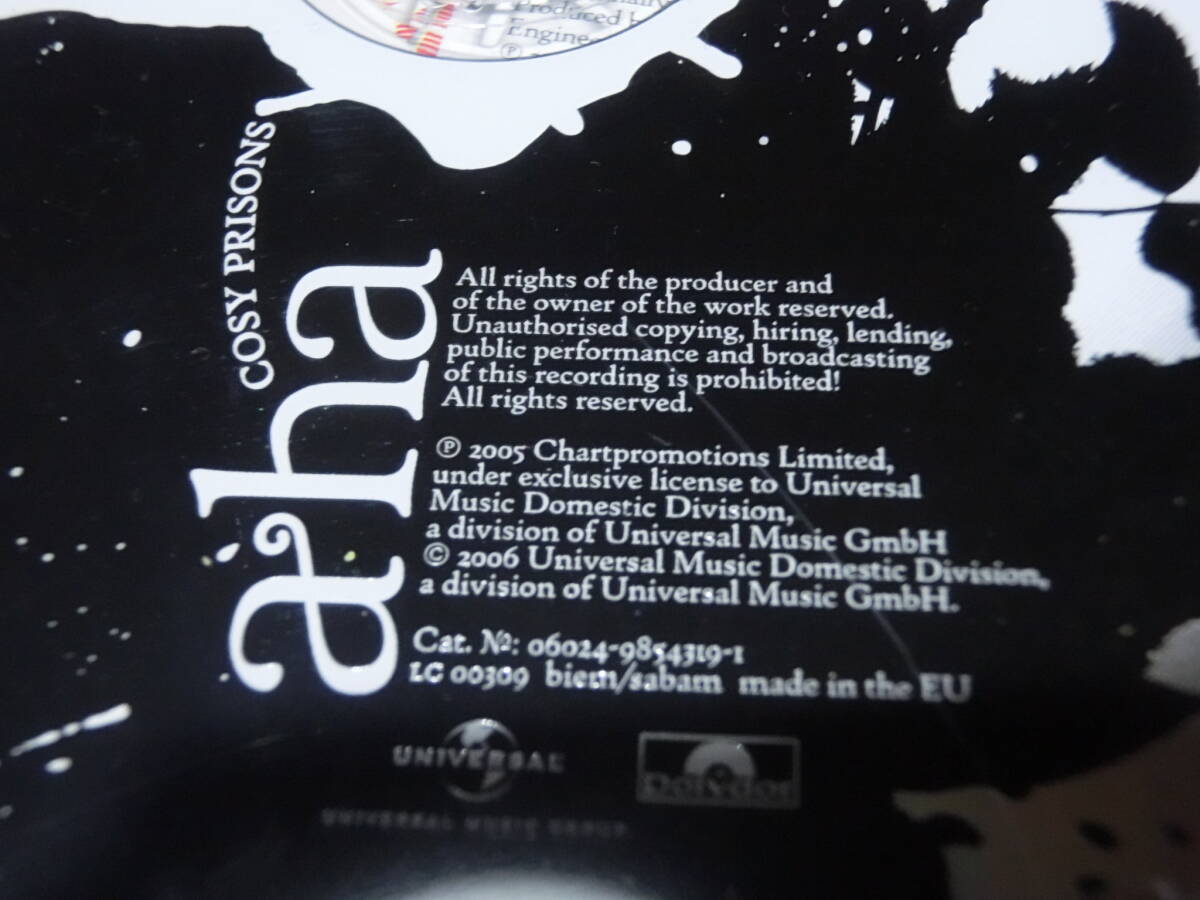 Produced
Engine
℗ 2
COSY PRISONS
a-ha
All rights of the producer and
of the owner of the work reserved.
Unauthorised copying, hiring, lending,
public performance and broadcasting
of this recording is prohibited!
All rights reserved.
℗ 2005 Chartpromotions Limited,
under exclusive license to Universal
Music Domestic Division,
a division of Universal Music GmbH
© 2006 Universal Music Domestic Division,
a division of Universal Music GmbH.
Cat. №: 06024-9854319-1
LC 00309 biem/sabam made in the EU
UNIVERSAL
Polydor
UNIVERSAL MUSIC GROUP